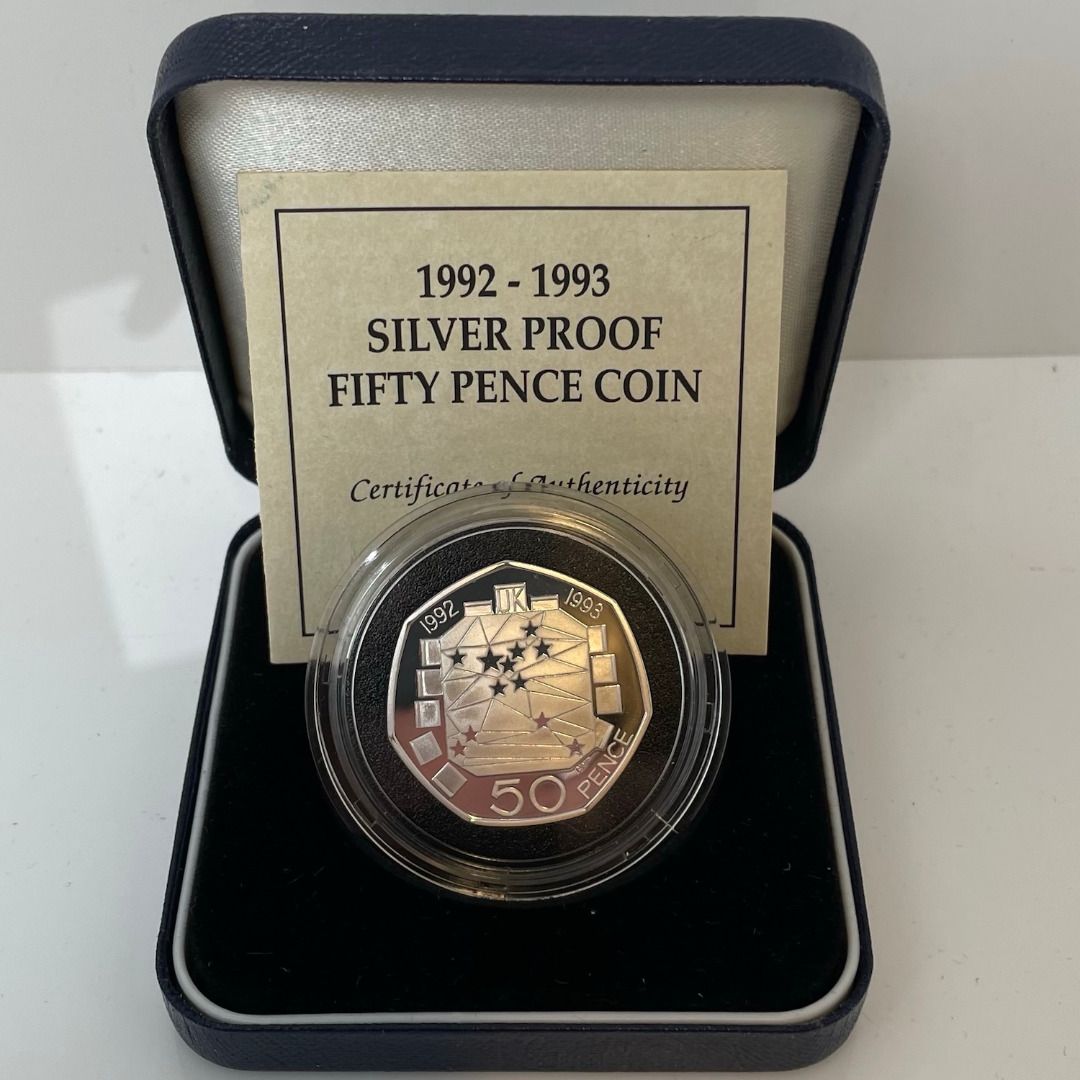 1992 - 1993
SILVER PROOF
FIFTY PENCE COIN
Certificate of Authenticity
1992 UK 1993
50 PENCE